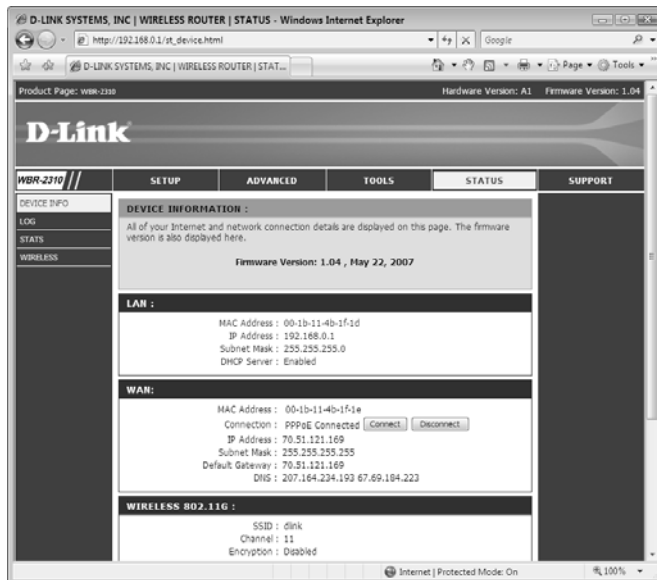 D-LINK SYSTEMS, INC | WIRELESS ROUTER | STATUS - Windows Internet Explorer
http://192.168.0.1/st_device.html
Google
D-LINK SYSTEMS, INC | WIRELESS ROUTER | STAT...
Page
Tools
Product Page: WBR-2310
Hardware Version: A1
Firmware Version: 1.04
D-Link
WBR-2310
SETUP
ADVANCED
TOOLS
STATUS
SUPPORT
DEVICE INFO
LOG
STATS
WIRELESS
DEVICE INFORMATION :
All of your Internet and network connection details are displayed on this page. The firmware
version is also displayed here.
Firmware Version: 1.04 , May 22, 2007
LAN :
MAC Address : 00-1b-11-4b-1f-1d
IP Address : 192.168.0.1
Subnet Mask : 255.255.255.0
DHCP Server : Enabled
WAN:
MAC Address : 00-1b-11-4b-1f-1e
Connection : PPPoE Connected Connect Disconnect
IP Address : 70.51.121.169
Subnet Mask : 255.255.255.255
Default Gateway : 70.51.121.169
DNS : 207.164.234.193 67.69.184.223
WIRELESS 802.11G :
SSID : dlink
Channel : 11
Encryption : Disabled
Internet | Protected Mode: On
100%